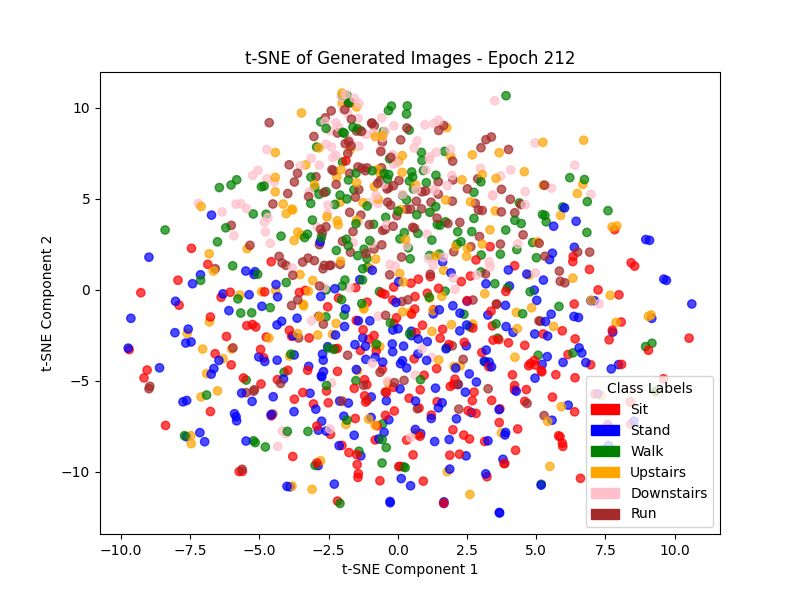 t-SNE of Generated Images - Epoch 212
t-SNE Component 2
10
5
0
−5
−10
Class Labels
Sit
Stand
Walk
Upstairs
Downstairs
Run
−10.0 −7.5 −5.0 −2.5 0.0 2.5 5.0 7.5 10.0
t-SNE Component 1